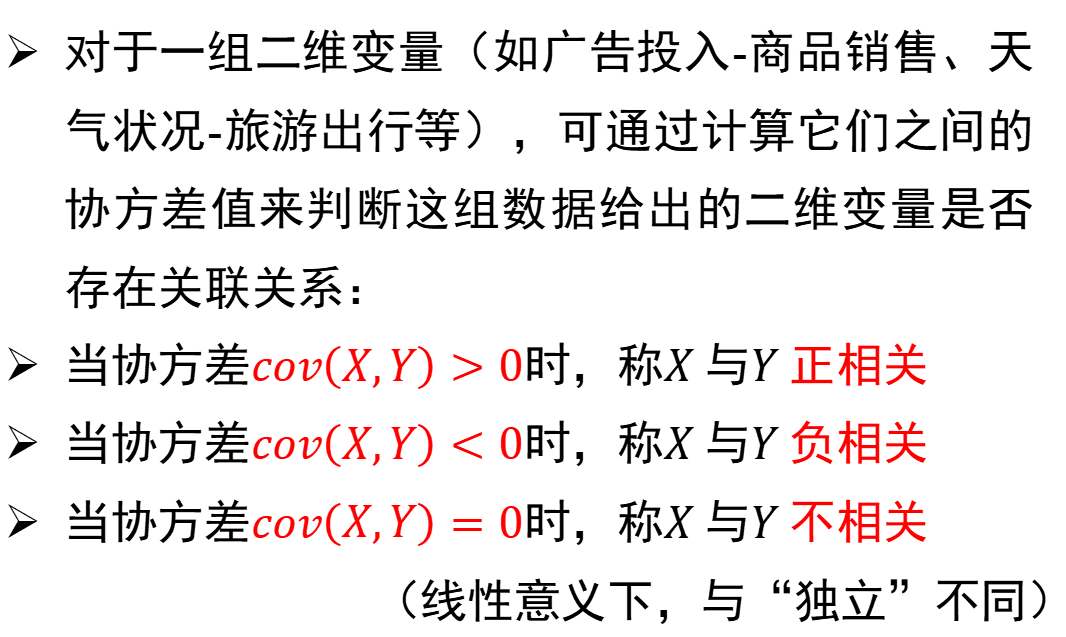 ➢ 对于一组二维变量（如广告投入-商品销售、天
气状况-旅游出行等），可通过计算它们之间的
协方差值来判断这组数据给出的二维变量是否
存在关联关系：
➢ 当协方差cov(X,Y) > 0时，称X 与Y 正相关
➢ 当协方差cov(X,Y) < 0时，称X 与Y 负相关
➢ 当协方差cov(X,Y) = 0时，称X 与Y 不相关
（线性意义下，与“独立”不同）